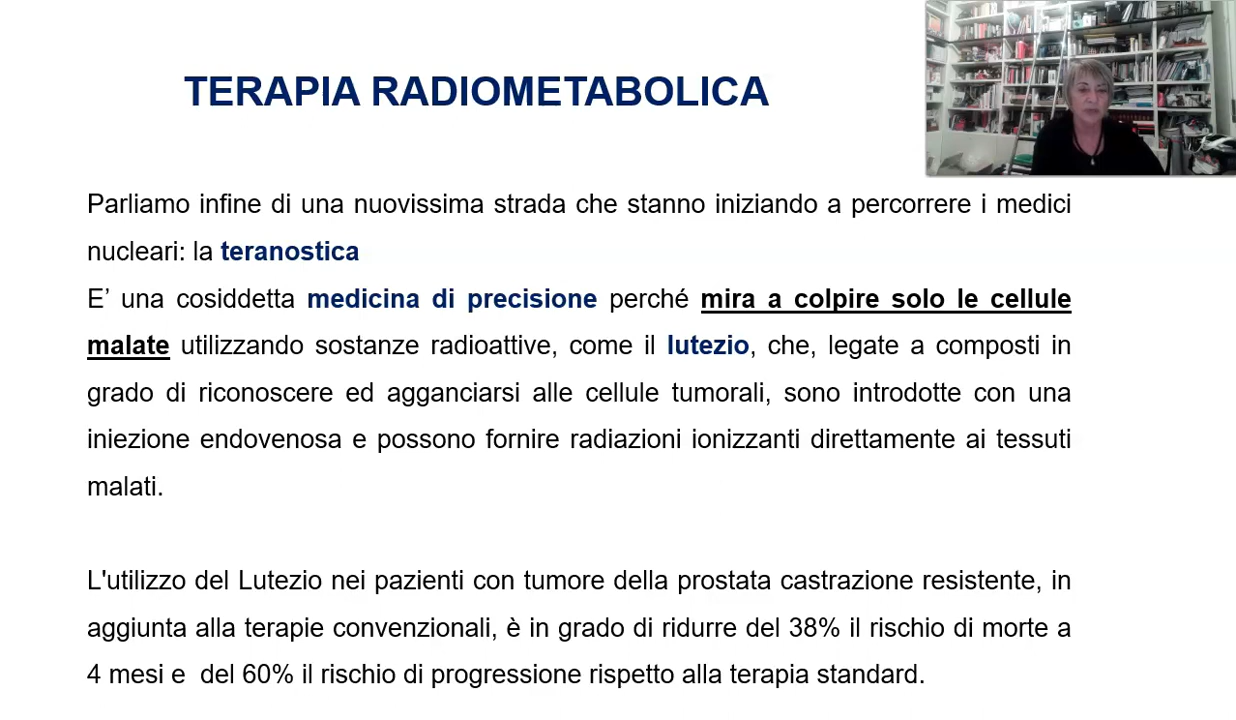 TERAPIA RADIOMETABOLICA
Parliamo infine di una nuovissima strada che stanno iniziando a percorrere i medici
nucleari: la teranostica
E’ una cosiddetta medicina di precisione perché mira a colpire solo le cellule
malate utilizzando sostanze radioattive, come il lutezio, che, legate a composti in
grado di riconoscere ed agganciarsi alle cellule tumorali, sono introdotte con una
iniezione endovenosa e possono fornire radiazioni ionizzanti direttamente ai tessuti
malati.
L'utilizzo del Lutezio nei pazienti con tumore della prostata castrazione resistente, in
aggiunta alla terapie convenzionali, è in grado di ridurre del 38% il rischio di morte a
4 mesi e  del 60% il rischio di progressione rispetto alla terapia standard.